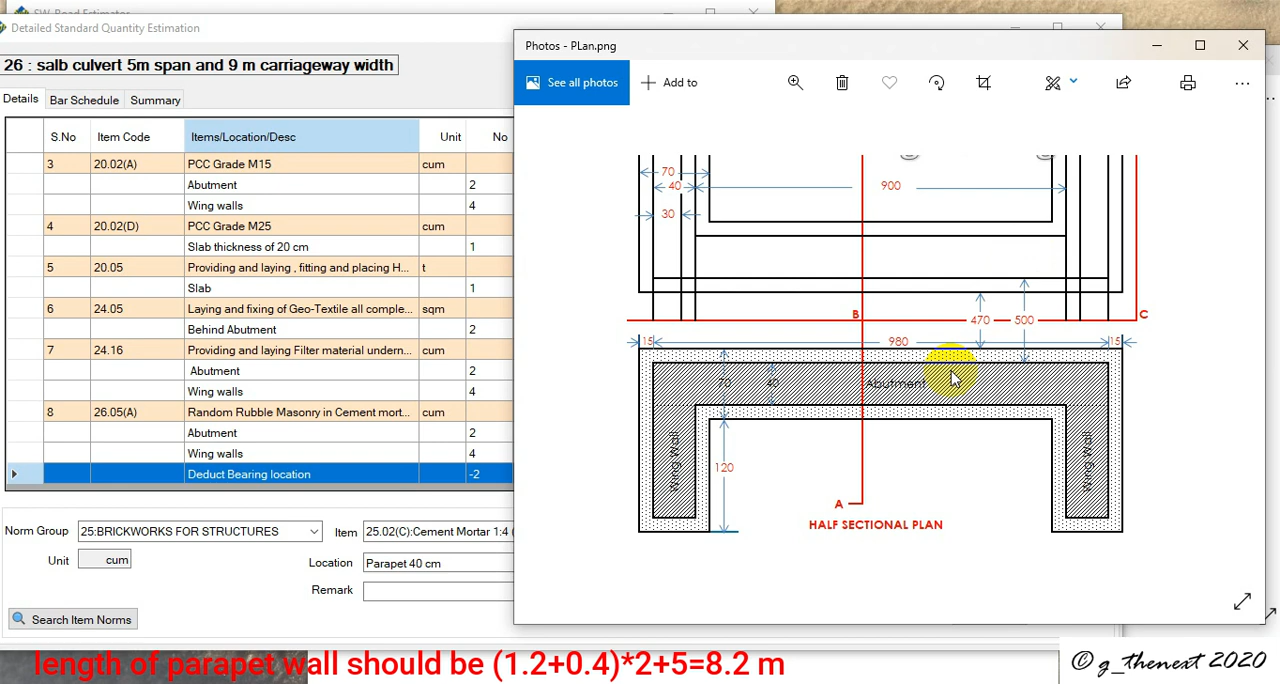 Detailed Standard Quantity Estimation
26 : salb culvert 5m span and 9 m carriageway width
Details Bar Schedule Summary
S.No Item Code Items/Location/Desc Unit No
3 20.02(A) PCC Grade M15 cum
Abutment 2
Wing walls 4
4 20.02(D) PCC Grade M25 cum
Slab thickness of 20 cm 1
5 20.05 Providing and laying , fitting and placing H... t
Slab 1
6 24.05 Laying and fixing of Geo-Textile all comple... sqm
Behind Abutment 2
7 24.16 Providing and laying Filter material undern... cum
Abutment 2
Wing walls 4
8 26.05(A) Random Rubble Masonry in Cement mort... cum
Abutment 2
Wing walls 4
Deduct Bearing location -2
Norm Group 25:BRICKWORKS FOR STRUCTURES Item 25.02(C):Cement Mortar 1:4 (
Unit cum
Location Parapet 40 cm
Remark
Search Item Norms
Photos - PLan.png
See all photos Add to
70
40 900
30
B C
470 500
15 980 15
70 40 Abutment
Wing Wall Wing Wall
120
A
HALF SECTIONAL PLAN
length of parapet wall should be (1.2+0.4)*2+5=8.2 m
© g_thenext 2020